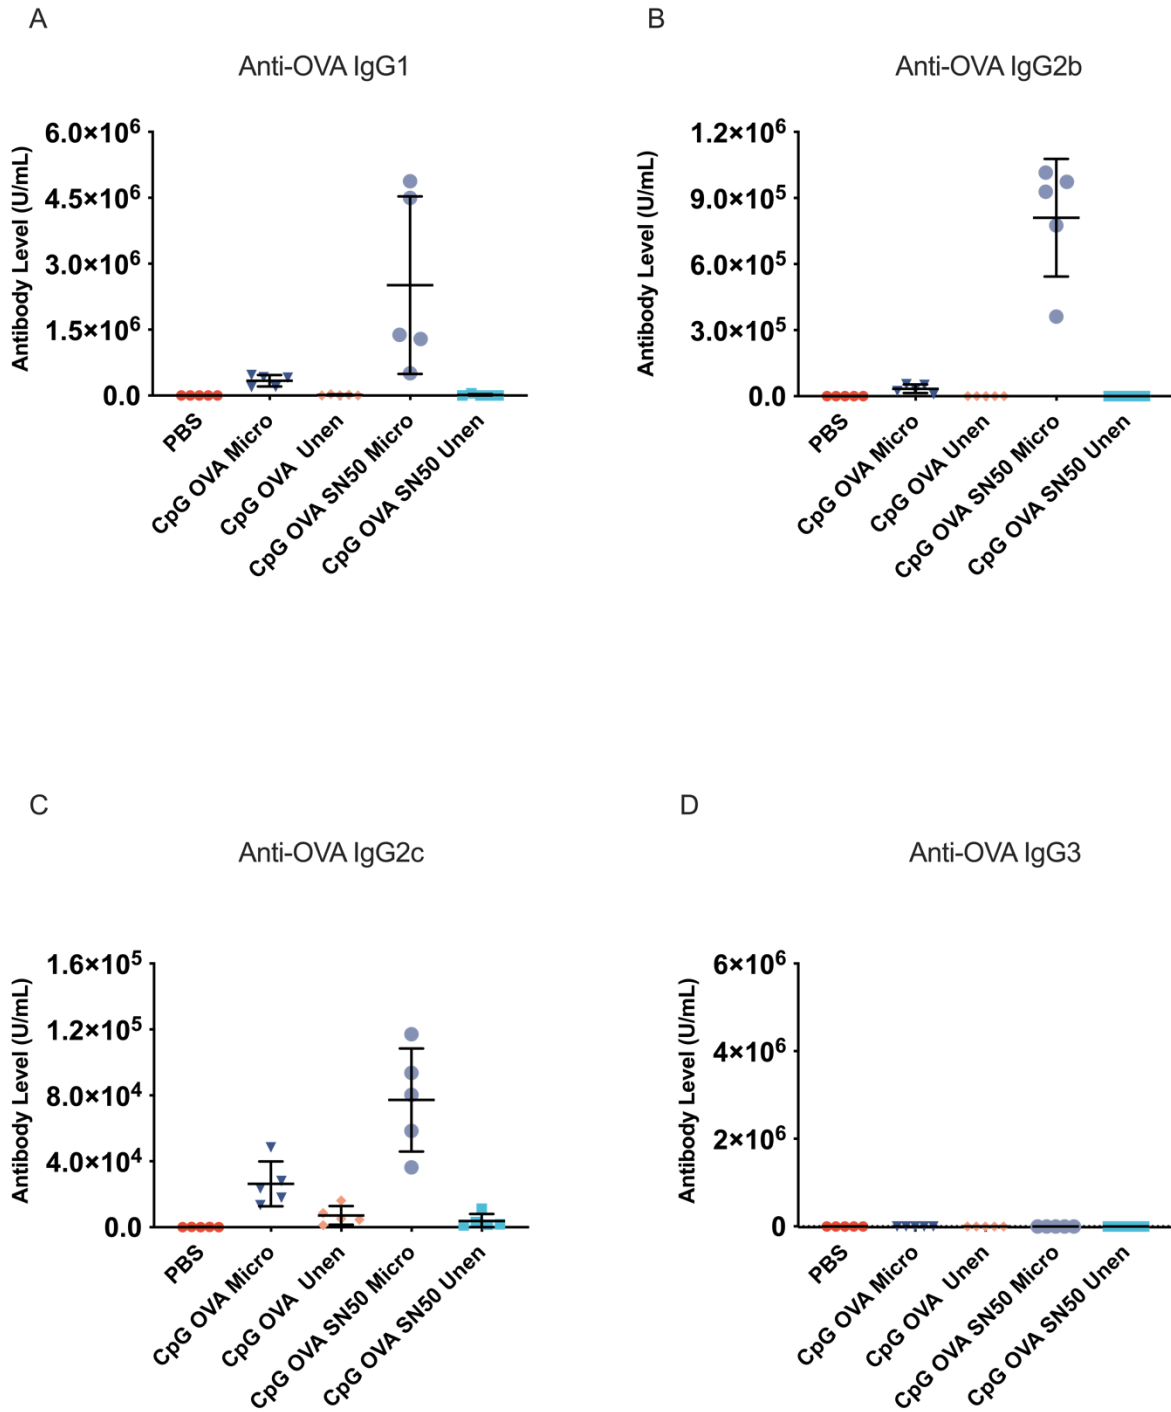 A
Anti-OVA IgG1
Antibody Level (U/mL)
6.0×10⁶
4.5×10⁶
3.0×10⁶
1.5×10⁶
0.0
PBS
CpG OVA Micro
CpG OVA Unen
CpG OVA SN50 Micro
CpG OVA SN50 Unen
B
Anti-OVA IgG2b
Antibody Level (U/mL)
1.2×10⁶
9.0×10⁵
6.0×10⁵
3.0×10⁵
0.0
PBS
CpG OVA Micro
CpG OVA Unen
CpG OVA SN50 Micro
CpG OVA SN50 Unen
C
Anti-OVA IgG2c
Antibody Level (U/mL)
1.6×10⁵
1.2×10⁵
8.0×10⁴
4.0×10⁴
0.0
PBS
CpG OVA Micro
CpG OVA Unen
CpG OVA SN50 Micro
CpG OVA SN50 Unen
D
Anti-OVA IgG3
Antibody Level (U/mL)
6×10⁶
4×10⁶
2×10⁶
0
PBS
CpG OVA Micro
CpG OVA Unen
CpG OVA SN50 Micro
CpG OVA SN50 Unen